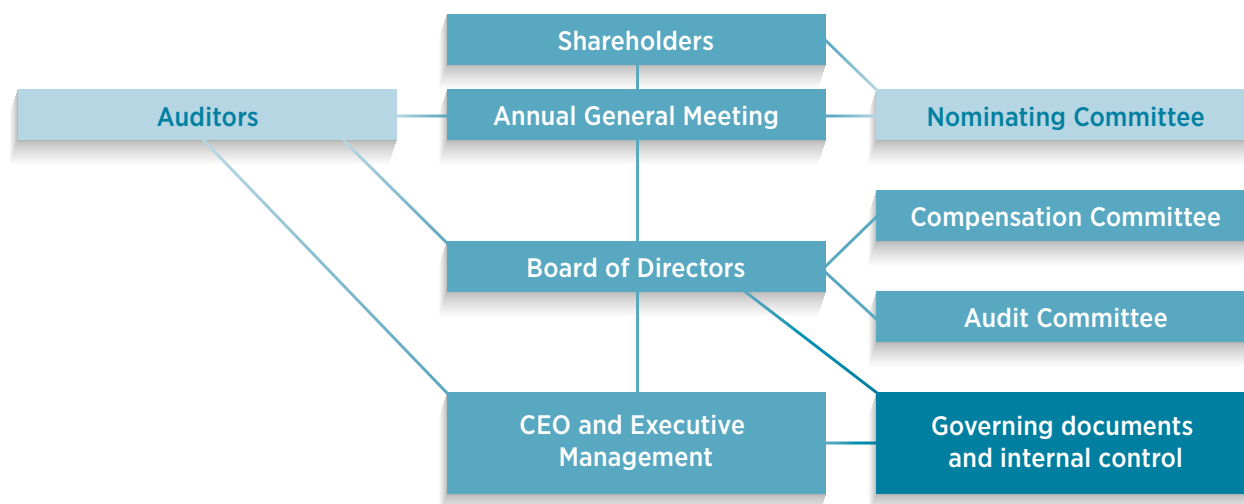 Shareholders
Auditors
Annual General Meeting
Nominating Committee
Compensation Committee
Board of Directors
Audit Committee
CEO and Executive
Management
Governing documents
and internal control